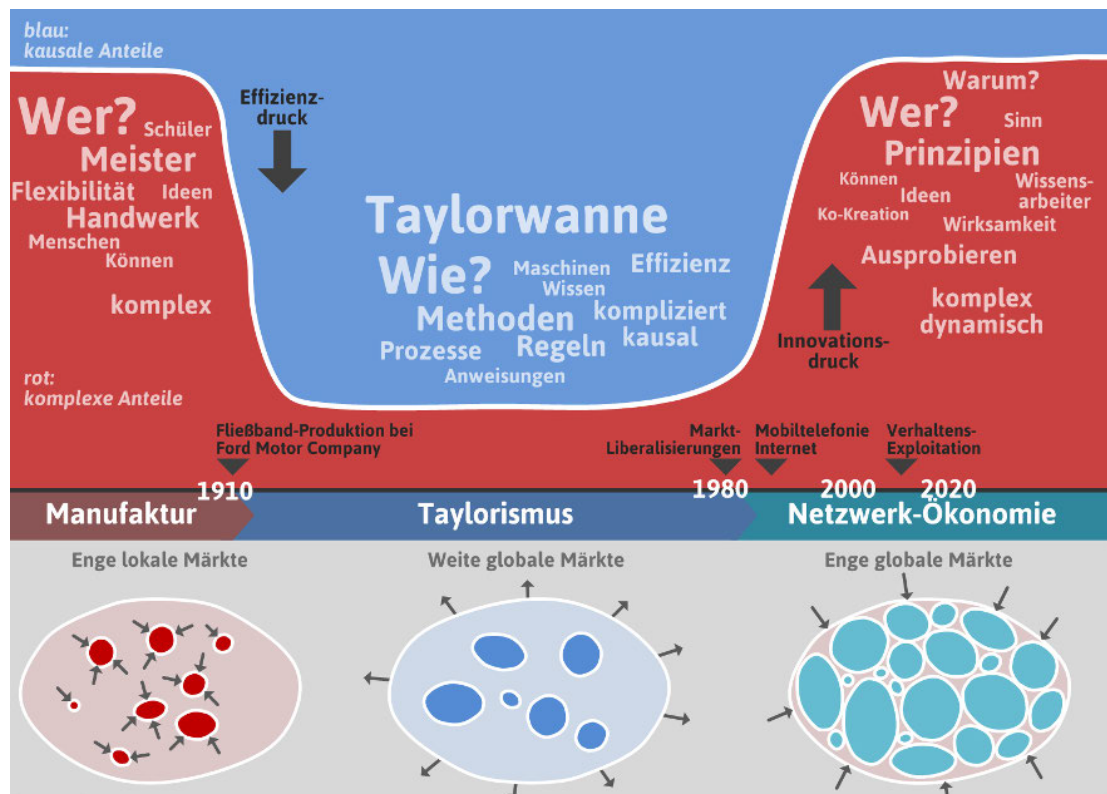 blau:
kausale Anteile
Wer?
Schüler
Meister
Flexibilität
Ideen
Handwerk
Menschen
Können
komplex
rot:
komplexe Anteile
Effizienz-
druck
Taylorwanne
Wie?
Maschinen
Wissen
Effizienz
Methoden
kompliziert
kausal
Prozesse
Regeln
Anweisungen
Warum?
Wer?
Sinn
Prinzipien
Können
Ideen
Wissens-
arbeiter
Ko-Kreation
Wirksamkeit
Ausprobieren
komplex
dynamisch
Innovations-
druck
Fließband-Produktion bei
Ford Motor Company
Markt-
Liberalisierungen
Mobiltelefonie
Internet
Verhaltens-
Exploitation
1910
1980
2000
2020
Manufaktur
Taylorismus
Netzwerk-Ökonomie
Enge lokale Märkte
Weite globale Märkte
Enge globale Märkte